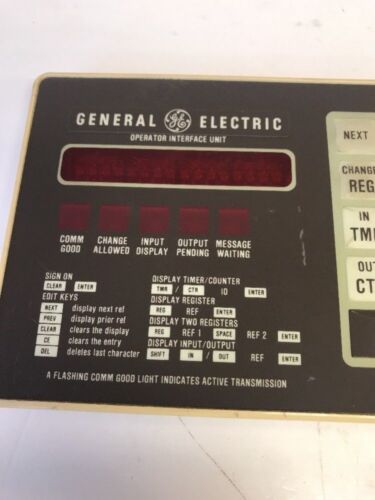 GENERAL GE ELECTRIC
OPERATOR INTERFACE UNIT
COMM GOOD
CHANGE ALLOWED
INPUT DISPLAY
OUTPUT PENDING
MESSAGE WAITING
SIGN ON
CLEAR ENTER
EDIT KEYS
NEXT display next ref
PREV display prior ref
CLEAR clears the display
CE clears the entry
DEL deletes last character
DISPLAY TIMER/COUNTER
TMR / CTR ID ENTER
DISPLAY REGISTER
REG REF ENTER
DISPLAY TWO REGISTERS
REG REF 1 SPACE REF 2 ENTER
DISPLAY INPUT/OUTPUT
SHIFT IN / OUT REF ENTER
A FLASHING COMM GOOD LIGHT INDICATES ACTIVE TRANSMISSION
NEXT
CHANGE
REG
IN